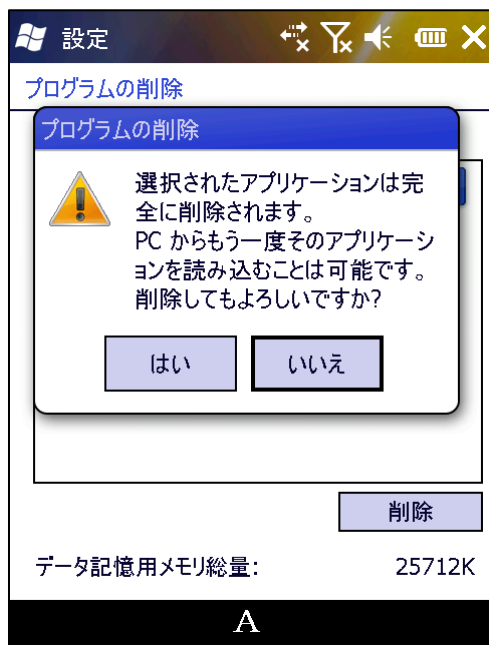 設定
プログラムの削除
プログラムの削除
選択されたアプリケーションは完
全に削除されます。
PC からもう一度そのアプリケーシ
ョンを読み込むことは可能です。
削除してもよろしいですか?
はい
いいえ
削除
データ記憶用メモリ総量: 25712K
A